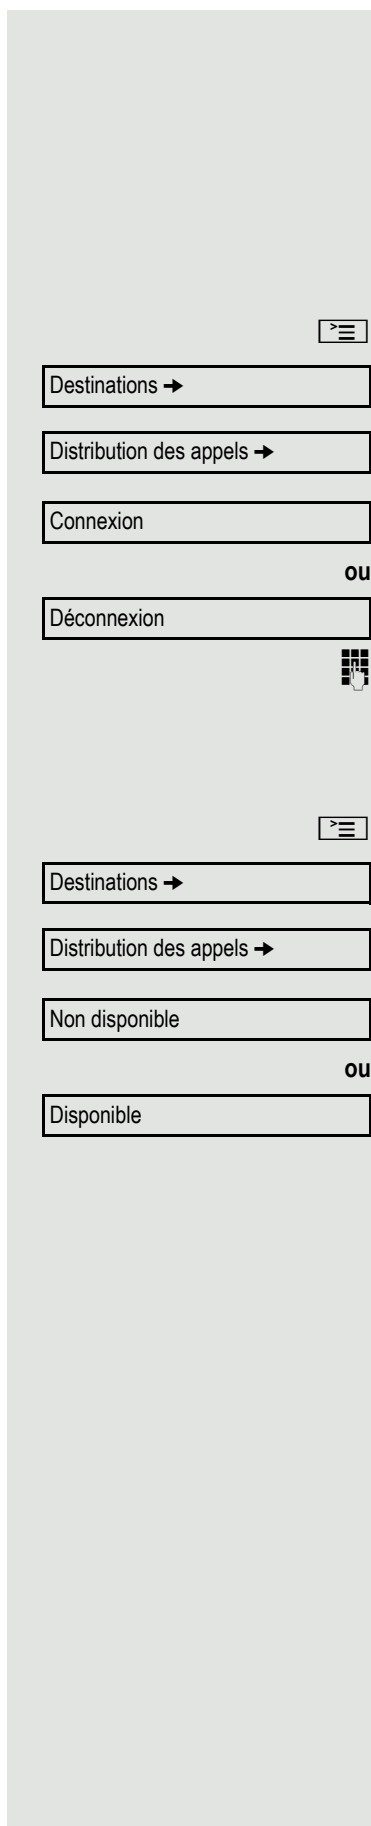 Destinations ➜
Distribution des appels ➜
Connexion
ou
Déconnexion
Destinations ➜
Distribution des appels ➜
Non disponible
ou
Disponible